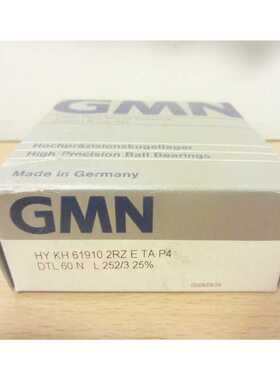 GMN
Hochpräzisionskugellager
High Precision Ball Bearings
Made in Germany
GMN
HY KH 61910 2RZ E TA P4
DTL 60 N L 252/3 25%